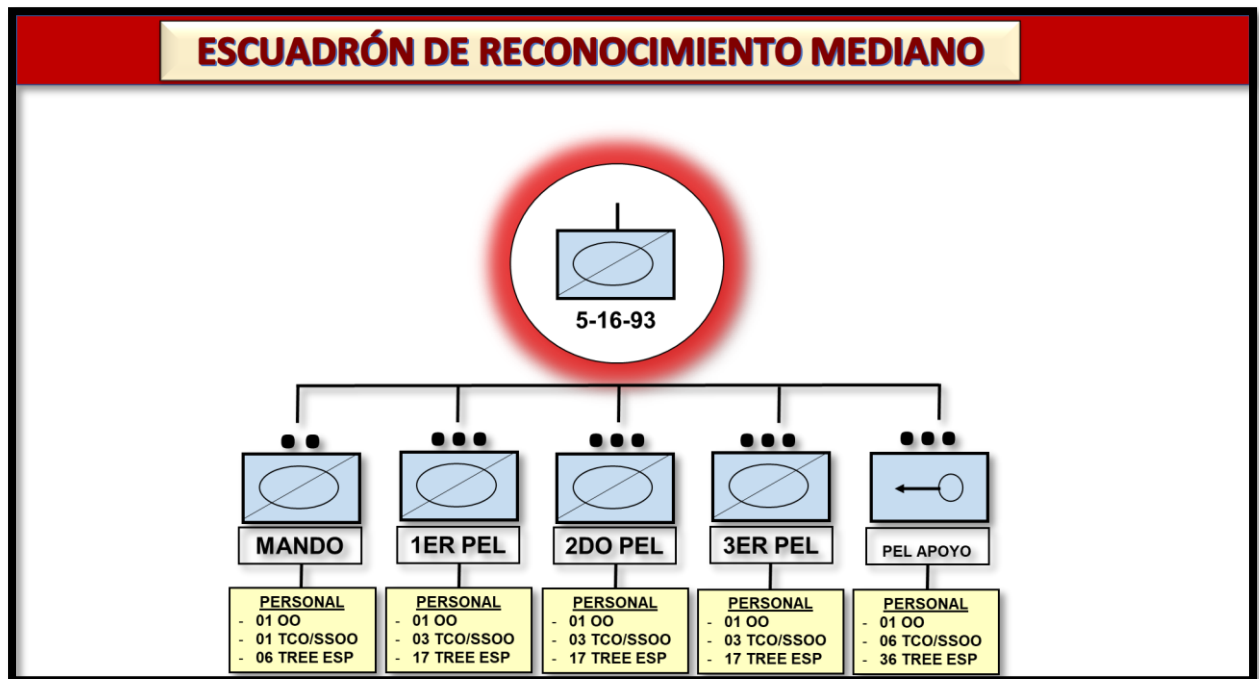 ESCUADRÓN DE RECONOCIMIENTO MEDIANO
5-16-93
MANDO
1ER PEL
2DO PEL
3ER PEL
PEL APOYO
PERSONAL
- 01 OO
- 01 TCO/SSOO
- 06 TREE ESP
PERSONAL
- 01 OO
- 03 TCO/SSOO
- 17 TREE ESP
PERSONAL
- 01 OO
- 03 TCO/SSOO
- 17 TREE ESP
PERSONAL
- 01 OO
- 03 TCO/SSOO
- 17 TREE ESP
PERSONAL
- 01 OO
- 06 TCO/SSOO
- 36 TREE ESP